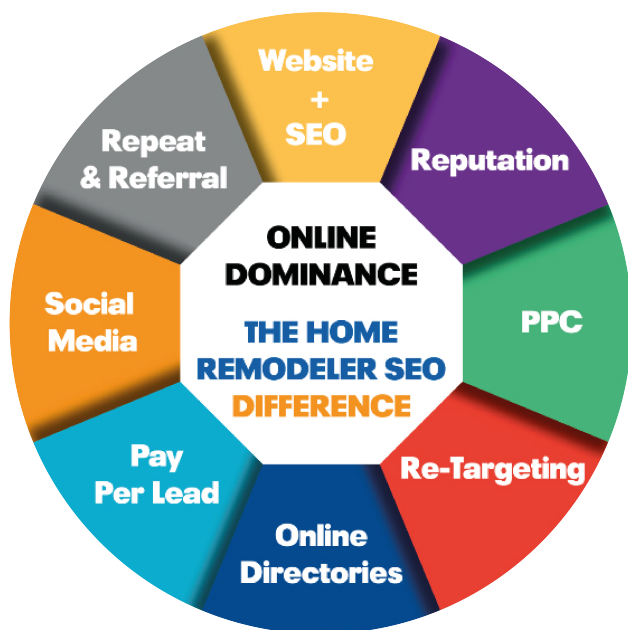 Website
+
SEO
Reputation
PPC
Re-Targeting
Online
Directories
Pay
Per Lead
Social
Media
Repeat
& Referral
ONLINE
DOMINANCE
THE HOME
REMODELER SEO
DIFFERENCE